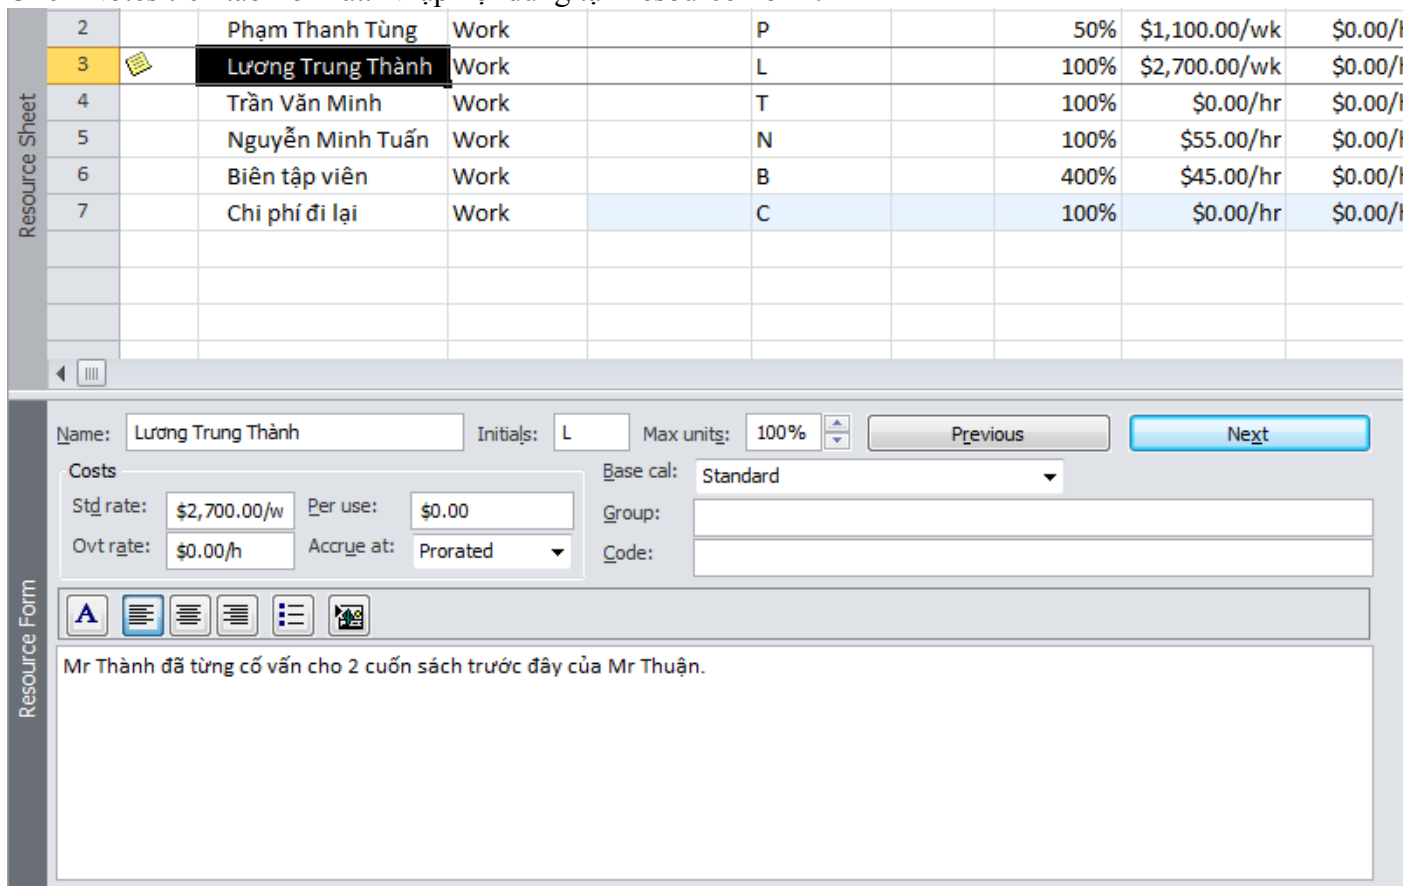 2 Phạm Thanh Tùng Work P 50% $1,100.00/wk $0.00/
3 Lương Trung Thành Work L 100% $2,700.00/wk $0.00/
4 Trần Văn Minh Work T 100% $0.00/hr $0.00/
5 Nguyễn Minh Tuấn Work N 100% $55.00/hr $0.00/
6 Biên tập viên Work B 400% $45.00/hr $0.00/
7 Chi phí đi lại Work C 100% $0.00/hr $0.00/
Resource Sheet
Name: Lương Trung Thành Initials: L Max units: 100% Previous Next
Costs Base cal: Standard
Std rate: $2,700.00/w Per use: $0.00 Group:
Ovt rate: $0.00/h Accrue at: Prorated Code:
A
Resource Form
Mr Thành đã từng cố vấn cho 2 cuốn sách trước đây của Mr Thuận.